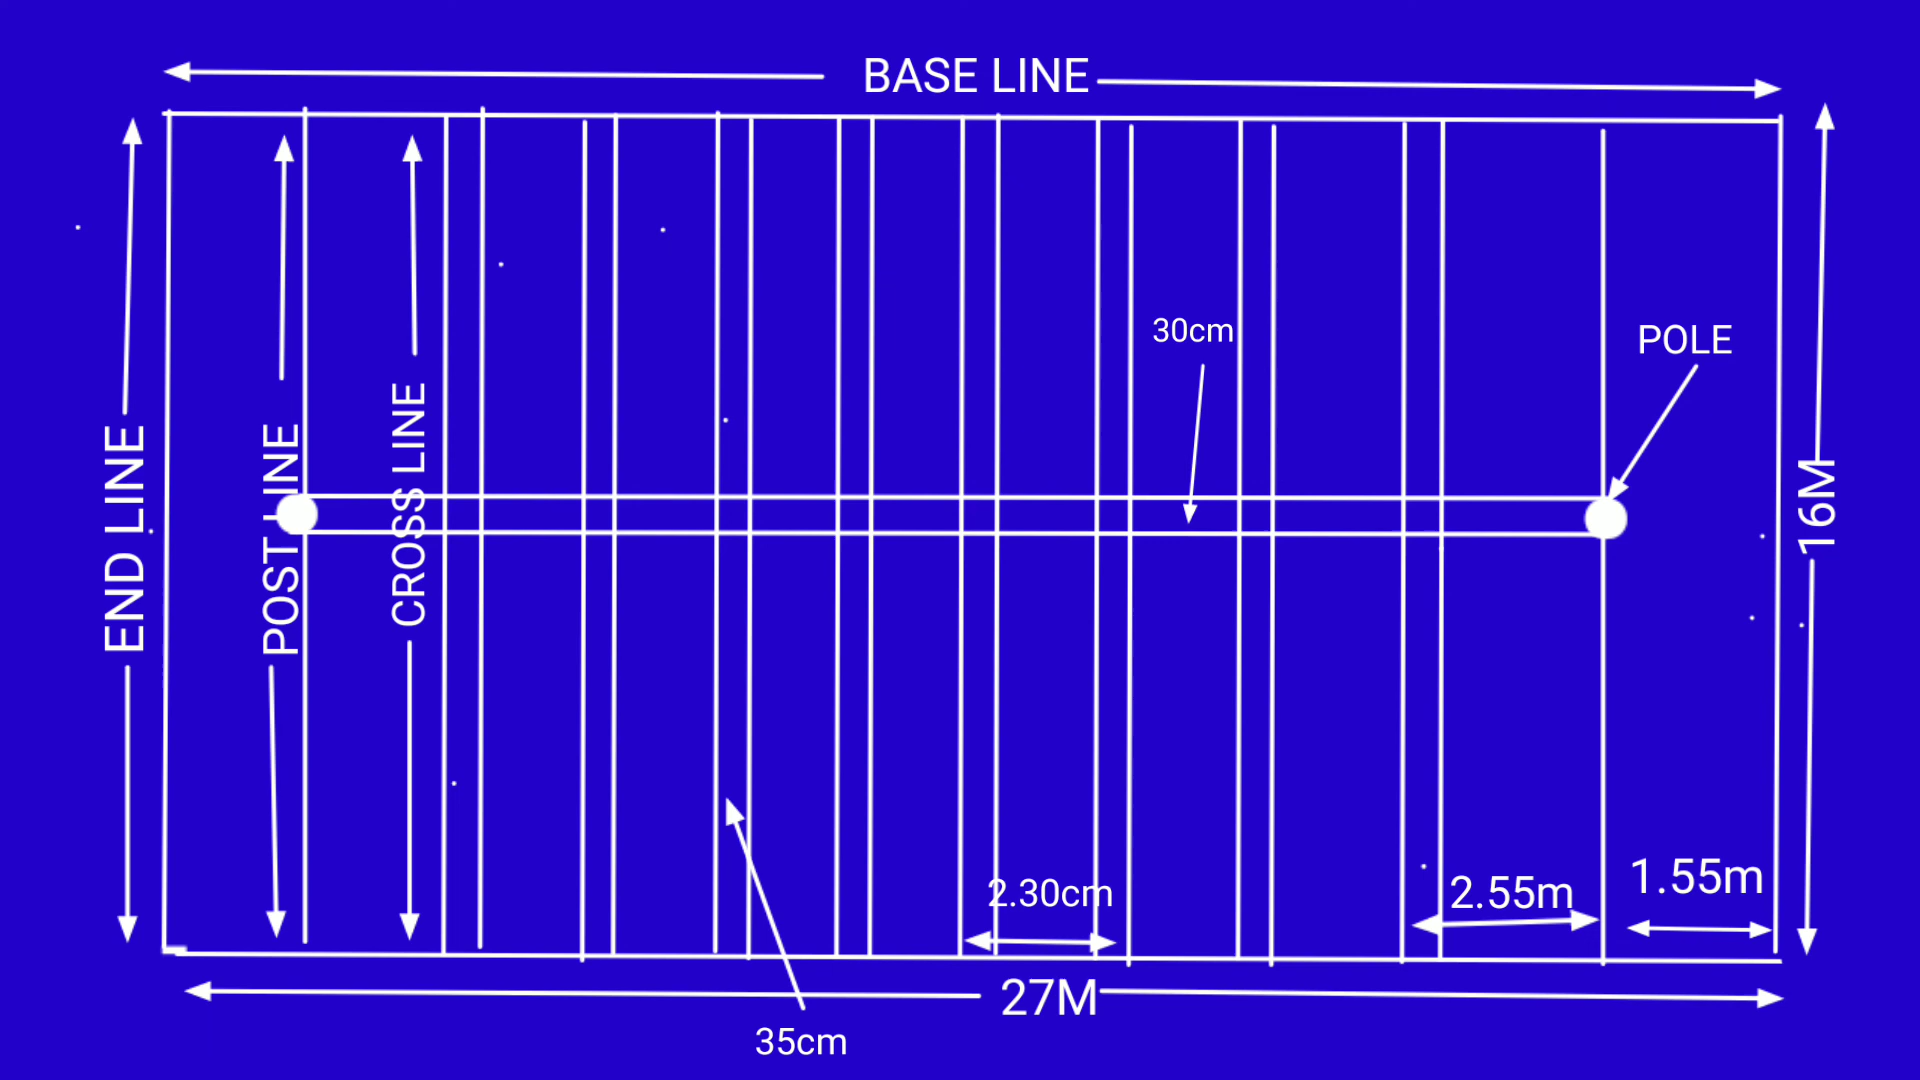 BASE LINE
30cm
POLE
END LINE
POST LINE
CROSS LINE
16M
2.30cm
2.55m
1.55m
27M
35cm